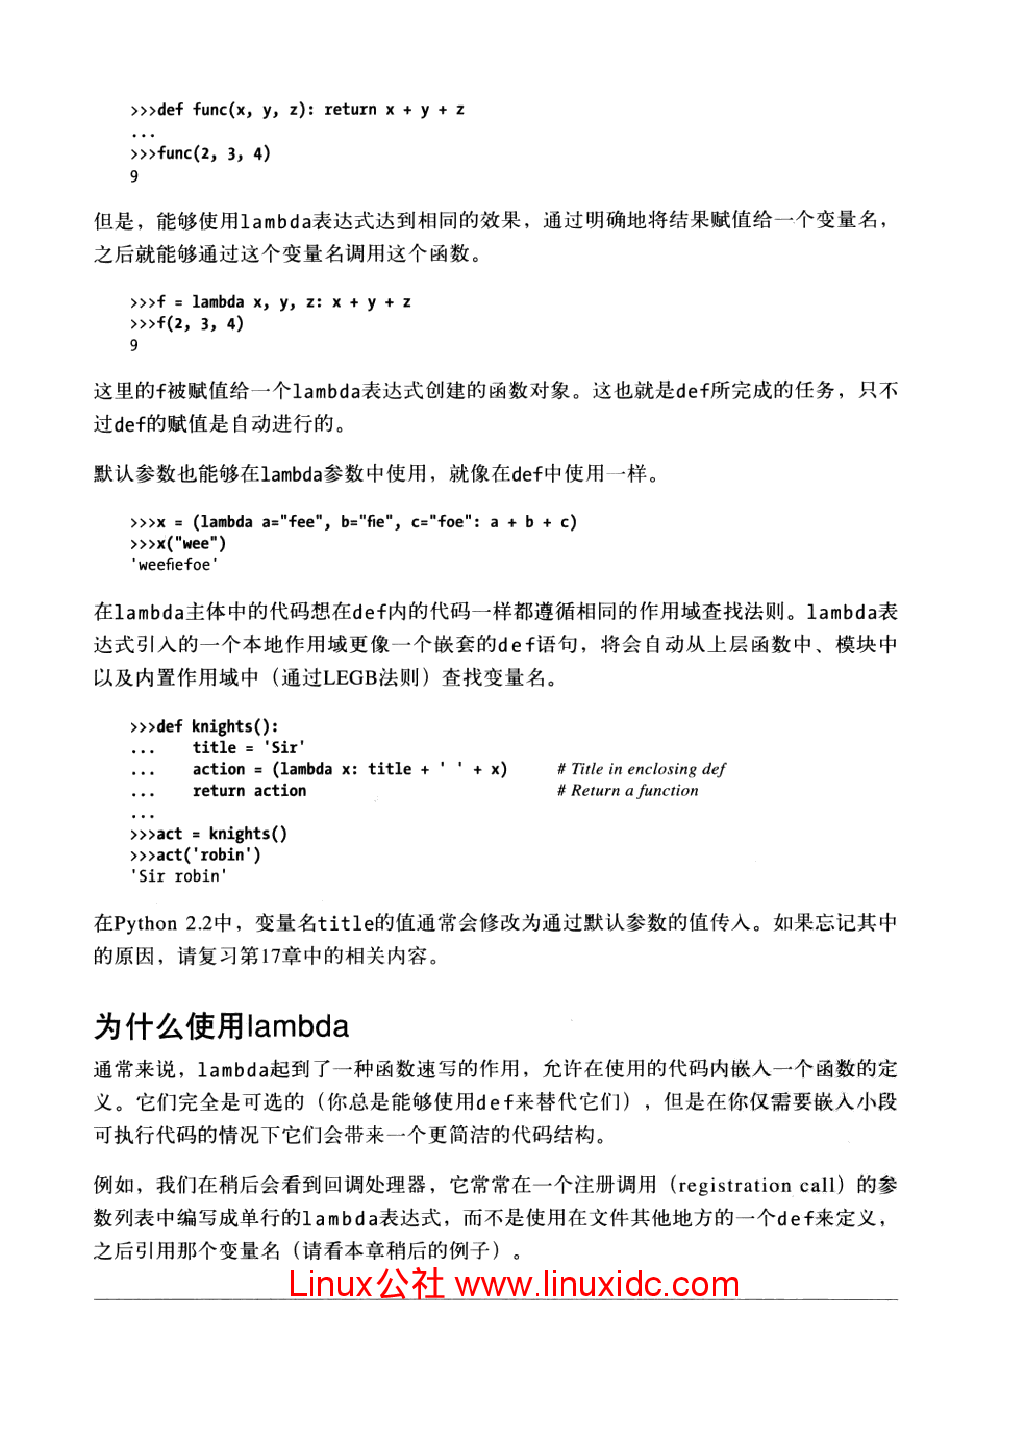 >>>def func(x, y, z): return x + y + z
...
>>>func(2, 3, 4)
9
但是，能够使用lambda表达式达到相同的效果，通过明确地将结果赋值给一个变量名，
之后就能够通过这个变量名调用这个函数。
>>>f = lambda x, y, z: x + y + z
>>>f(2, 3, 4)
9
这里的f被赋值给一个lambda表达式创建的函数对象。这也就是def所完成的任务，只不
过def的赋值是自动进行的。
默认参数也能够在lambda参数中使用，就像在def中使用一样。
>>>x = (lambda a="fee", b="fie", c="foe": a + b + c)
>>>x("wee")
'weefiefoe'
在lambda主体中的代码想在def内的代码一样都遵循相同的作用域查找法则。lambda表
达式引入的一个本地作用域更像一个嵌套的def语句，将会自动从上层函数中、模块中
以及内置作用域中（通过LEGB法则）查找变量名。
>>>def knights():
...    title = 'Sir'
...    action = (lambda x: title + ' ' + x)    # Title in enclosing def
...    return action    # Return a function
...
>>>act = knights()
>>>act('robin')
'Sir robin'
在Python 2.2中，变量名title的值通常会修改为通过默认参数的值传入。如果忘记其中
的原因，请复习第17章中的相关内容。
为什么使用lambda
通常来说，lambda起到了一种函数速写的作用，允许在使用的代码内嵌入一个函数的定
义。它们完全是可选的（你总是能够使用def来替代它们），但是在你仅需要嵌入小段
可执行代码的情况下它们会带来一个更简洁的代码结构。
例如，我们在稍后会看到回调处理器，它常常在一个注册调用（registration call）的参
数列表中编写成单行的lambda表达式，而不是使用在文件其他地方的一个def来定义，
之后引用那个变量名（请看本章稍后的例子）。
Linux公社 www.linuxidc.com